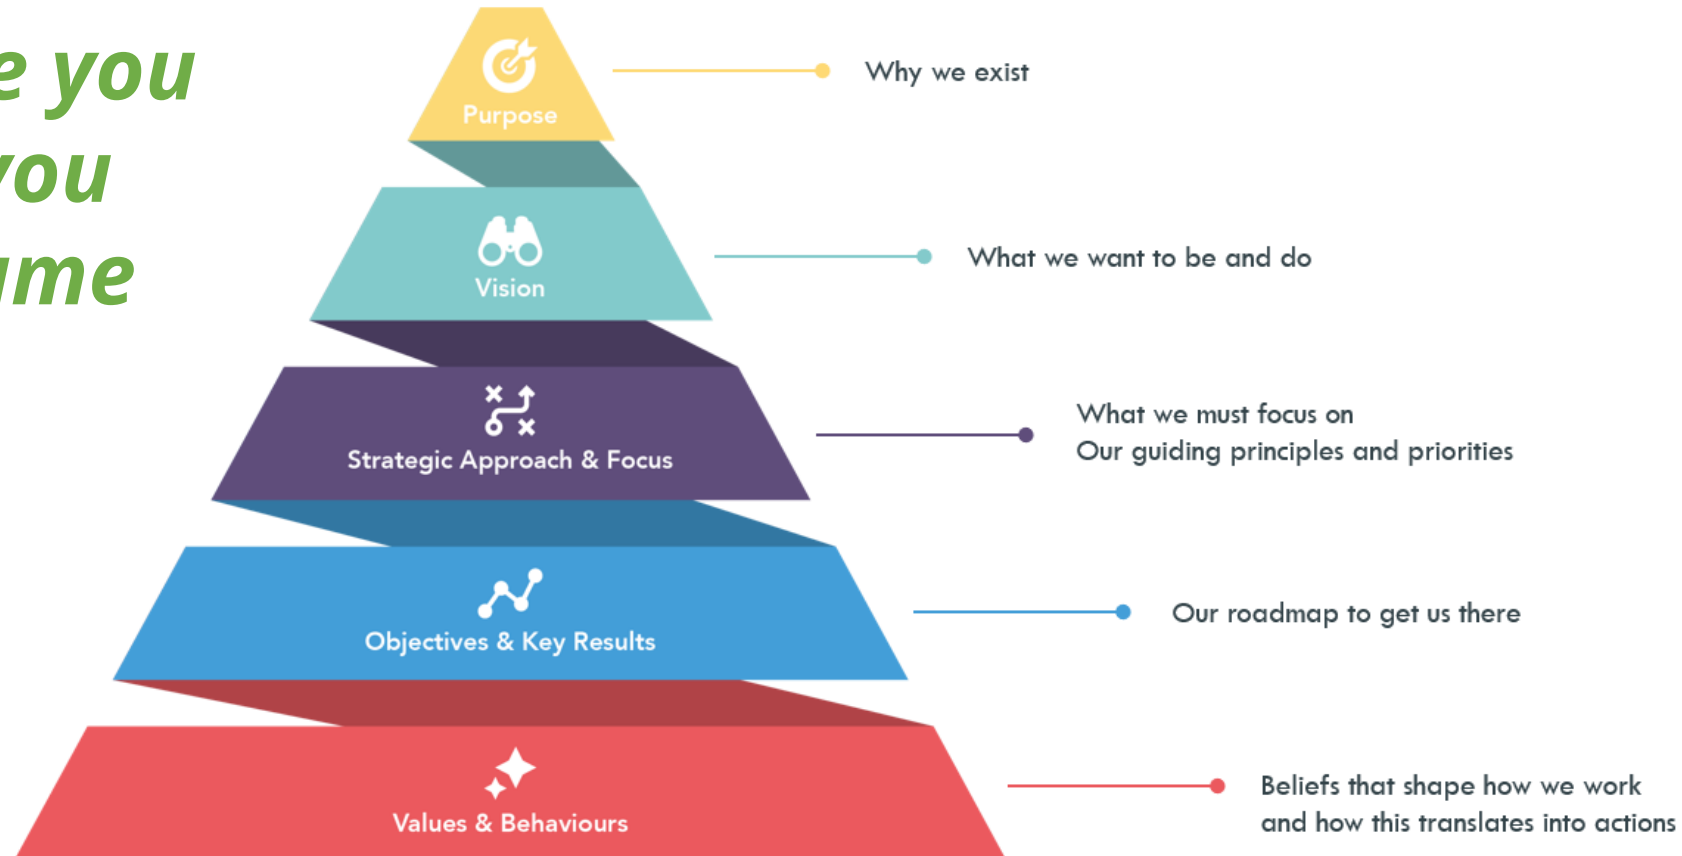 e you
you
ame
Purpose
Why we exist
Vision
What we want to be and do
Strategic Approach & Focus
What we must focus on
Our guiding principles and priorities
Objectives & Key Results
Our roadmap to get us there
Values & Behaviours
Beliefs that shape how we work
and how this translates into actions